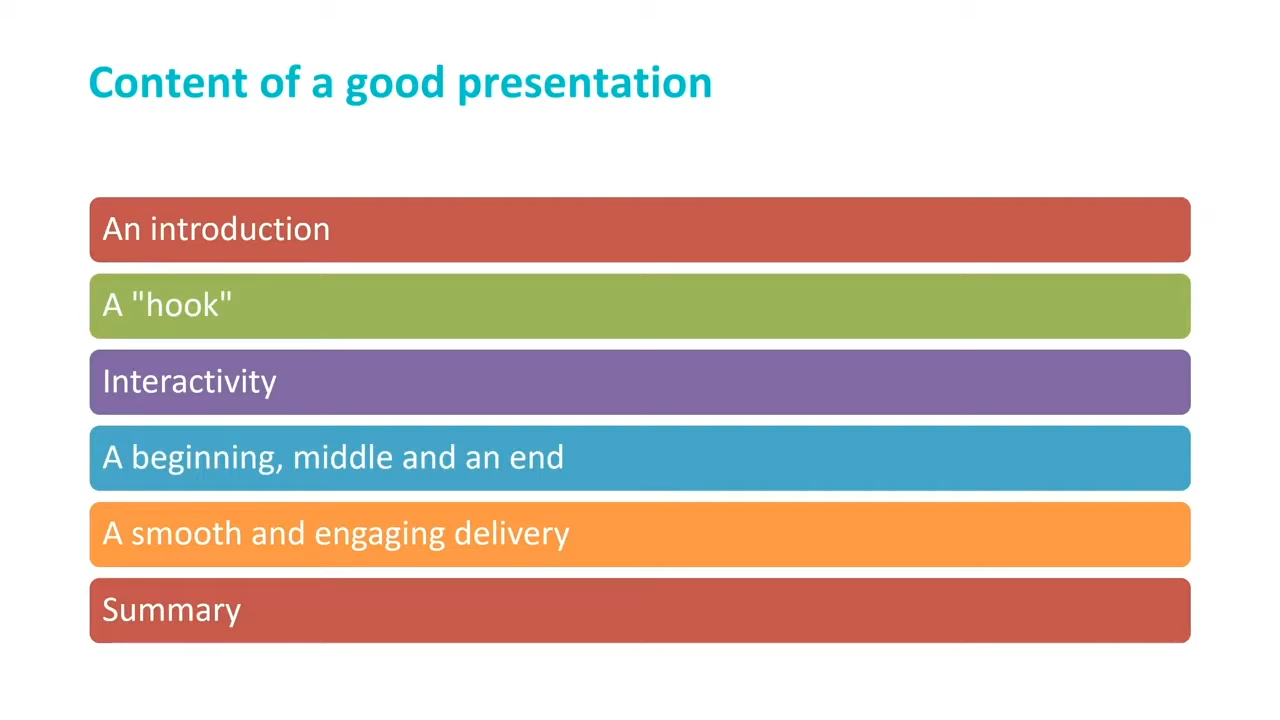 Content of a good presentation
An introduction
A "hook"
Interactivity
A beginning, middle and an end
A smooth and engaging delivery
Summary